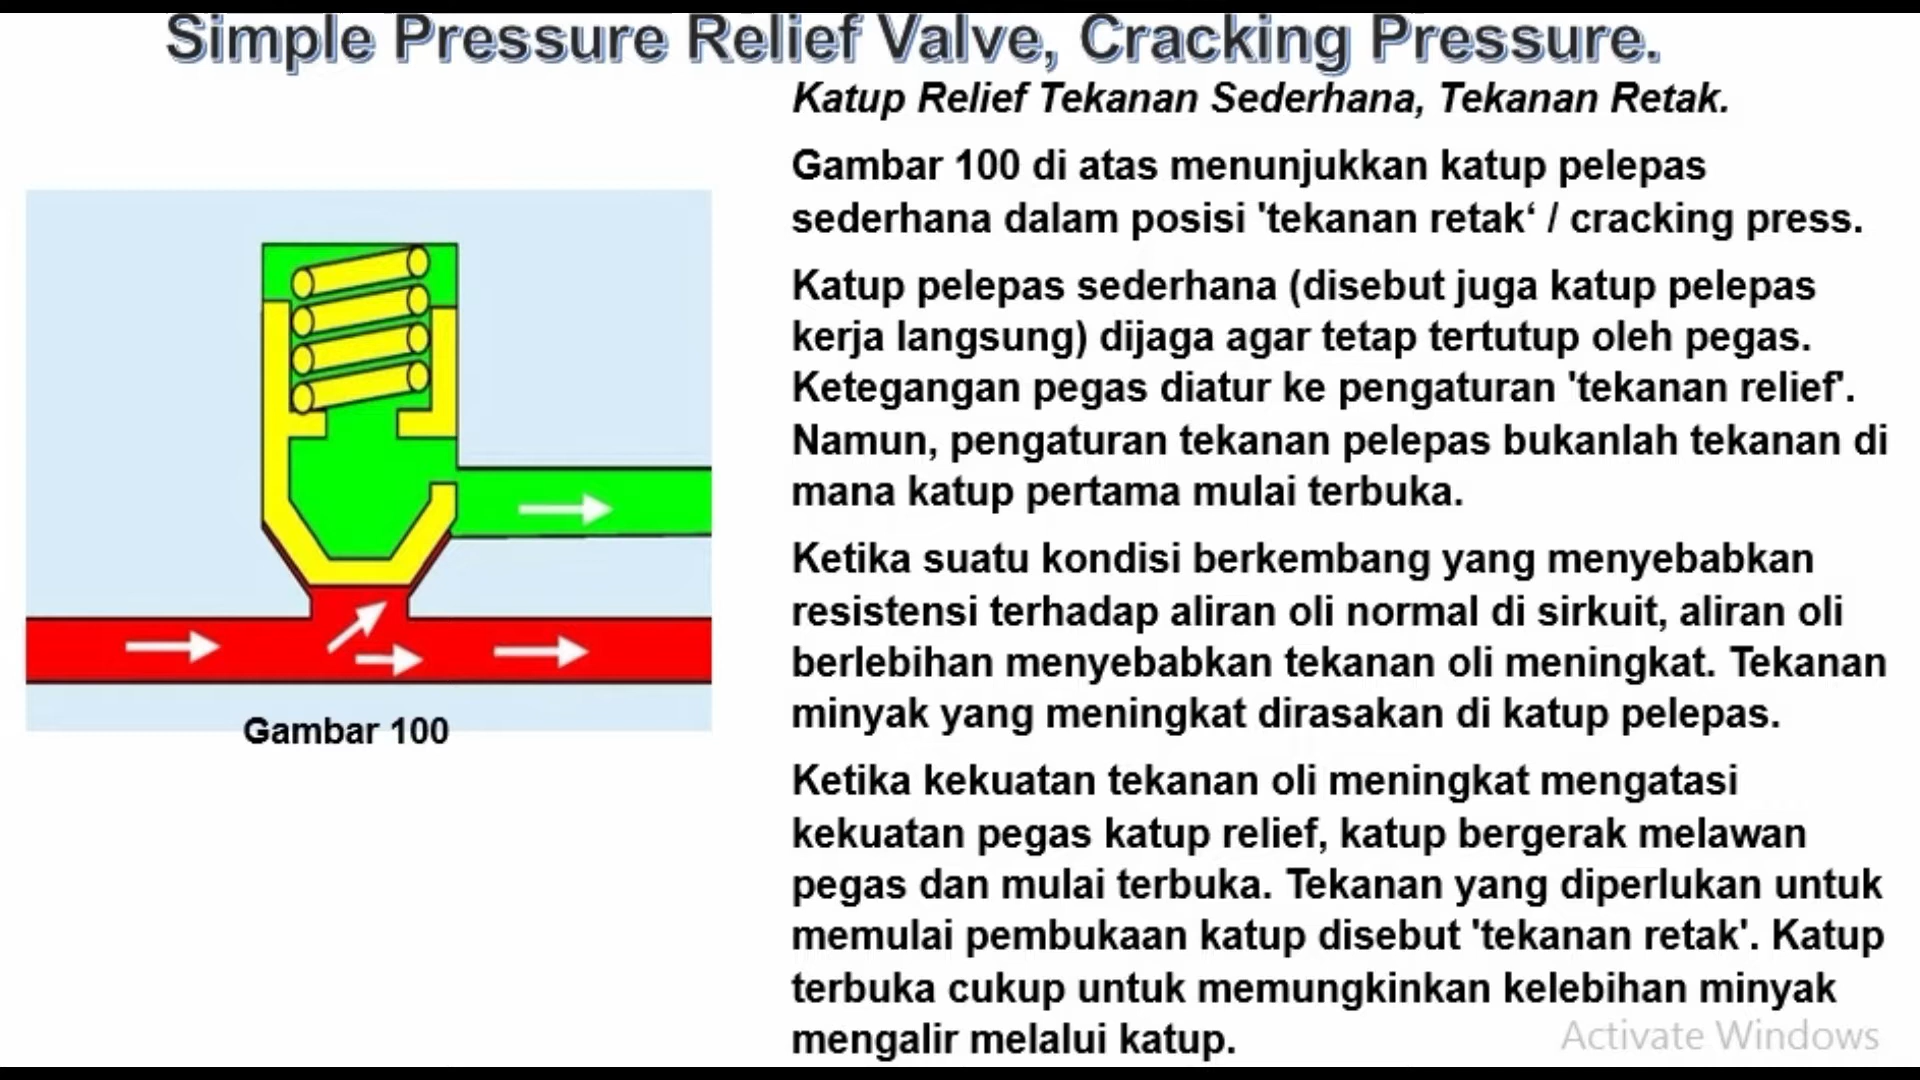 Simple Pressure Relief Valve, Cracking Pressure.
Katup Relief Tekanan Sederhana, Tekanan Retak.
Gambar 100 di atas menunjukkan katup pelepas
sederhana dalam posisi 'tekanan retak‘ / cracking press.
Katup pelepas sederhana (disebut juga katup pelepas
kerja langsung) dijaga agar tetap tertutup oleh pegas.
Ketegangan pegas diatur ke pengaturan 'tekanan relief'.
Namun, pengaturan tekanan pelepas bukanlah tekanan di
mana katup pertama mulai terbuka.
Ketika suatu kondisi berkembang yang menyebabkan
resistensi terhadap aliran oli normal di sirkuit, aliran oli
berlebihan menyebabkan tekanan oli meningkat. Tekanan
minyak yang meningkat dirasakan di katup pelepas.
Ketika kekuatan tekanan oli meningkat mengatasi
kekuatan pegas katup relief, katup bergerak melawan
pegas dan mulai terbuka. Tekanan yang diperlukan untuk
memulai pembukaan katup disebut 'tekanan retak'. Katup
terbuka cukup untuk memungkinkan kelebihan minyak
mengalir melalui katup.
Gambar 100
Activate Windows